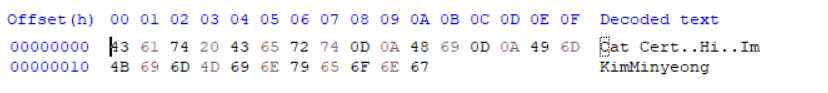 Offset(h) 00 01 02 03 04 05 06 07 08 09 0A 0B 0C 0D 0E 0F Decoded text
00000000 43 61 74 20 43 65 72 74 0D 0A 48 69 0D 0A 49 6D Cat Cert..Hi..Im
00000010 4B 69 6D 4D 69 6E 79 65 6F 6E 67 KimMinyeong